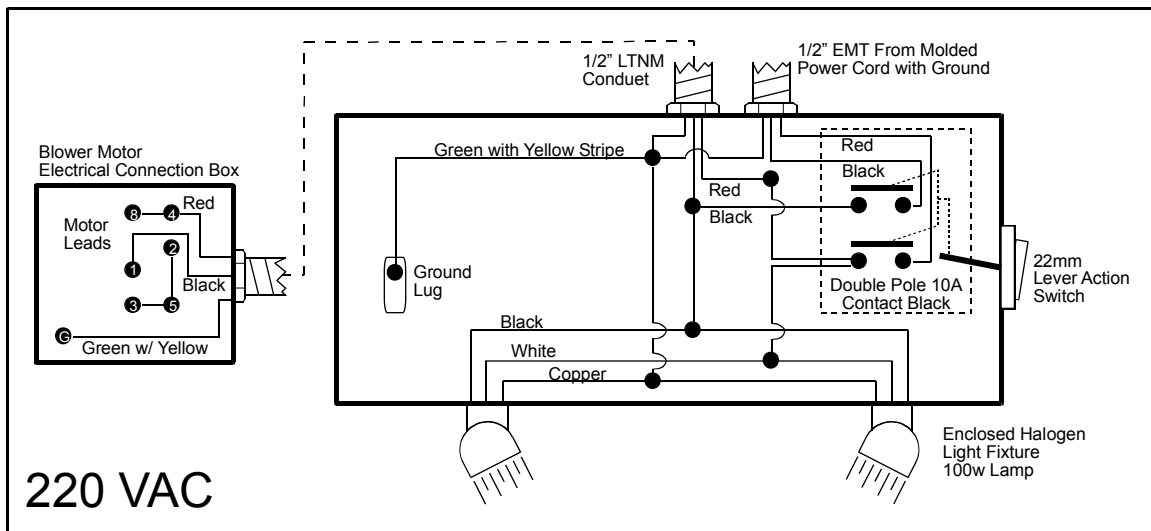 1/2” LTNM
Conduet
1/2” EMT From Molded
Power Cord with Ground
Blower Motor
Electrical Connection Box
Green with Yellow Stripe
Red
Black
Red
Black
8
4
Red
Motor
Leads
2
1
Black
3
5
G
Green w/ Yellow
Ground
Lug
Double Pole 10A
Contact Black
22mm
Lever Action
Switch
Black
White
Copper
Enclosed Halogen
Light Fixture
100w Lamp
220 VAC